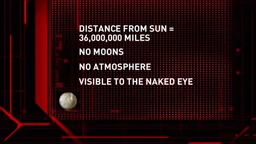 DISTANCE FROM SUN =
36,000,000 MILES
NO MOONS
NO ATMOSPHERE
VISIBLE TO THE NAKED EYE